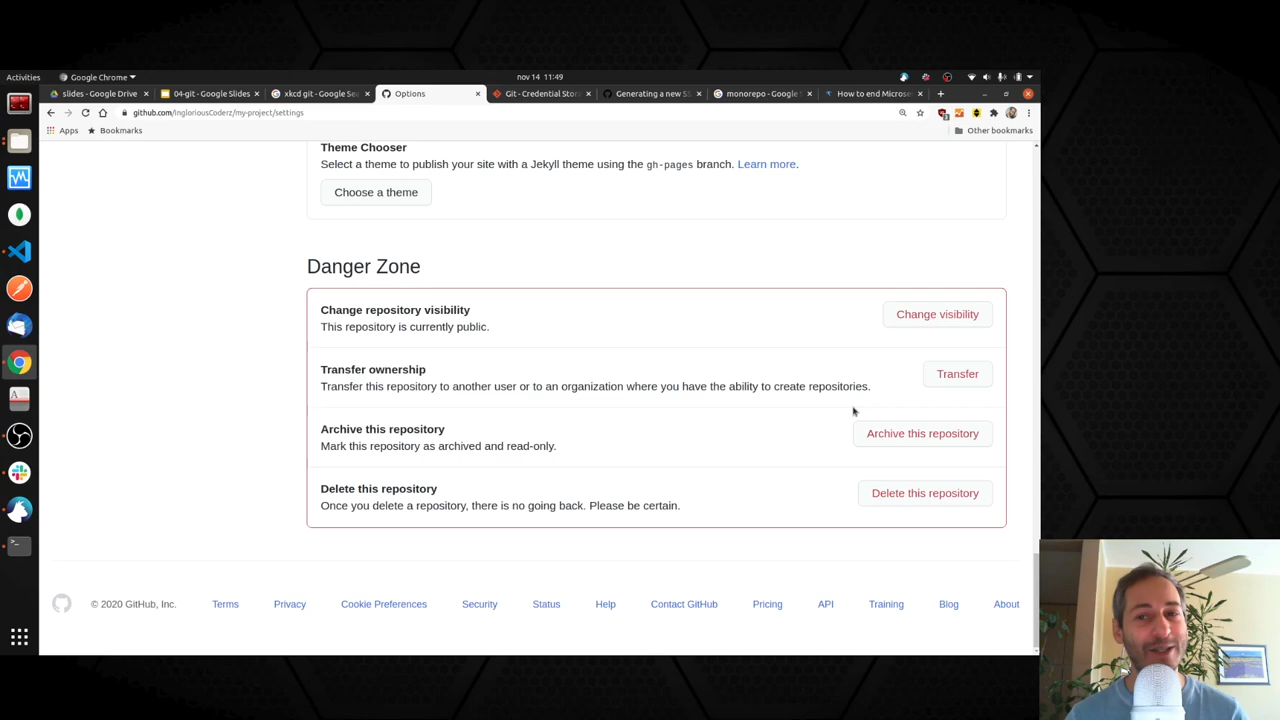 Activities
Google Chrome
nov 14 11:49
slides - Google Drive
04-git - Google Slides
xkcd git - Google Sea
Options
Git - Credential Stora
Generating a new SS
monorepo - Google S
How to end Microse
github.com/IngloriousCoderz/my-project/settings
Apps
Bookmarks
Other bookmarks
Theme Chooser
Select a theme to publish your site with a Jekyll theme using the gh-pages branch. Learn more.
Choose a theme
Danger Zone
Change repository visibility
This repository is currently public.
Change visibility
Transfer ownership
Transfer this repository to another user or to an organization where you have the ability to create repositories.
Transfer
Archive this repository
Mark this repository as archived and read-only.
Archive this repository
Delete this repository
Once you delete a repository, there is no going back. Please be certain.
Delete this repository
© 2020 GitHub, Inc.
Terms
Privacy
Cookie Preferences
Security
Status
Help
Contact GitHub
Pricing
API
Training
Blog
About